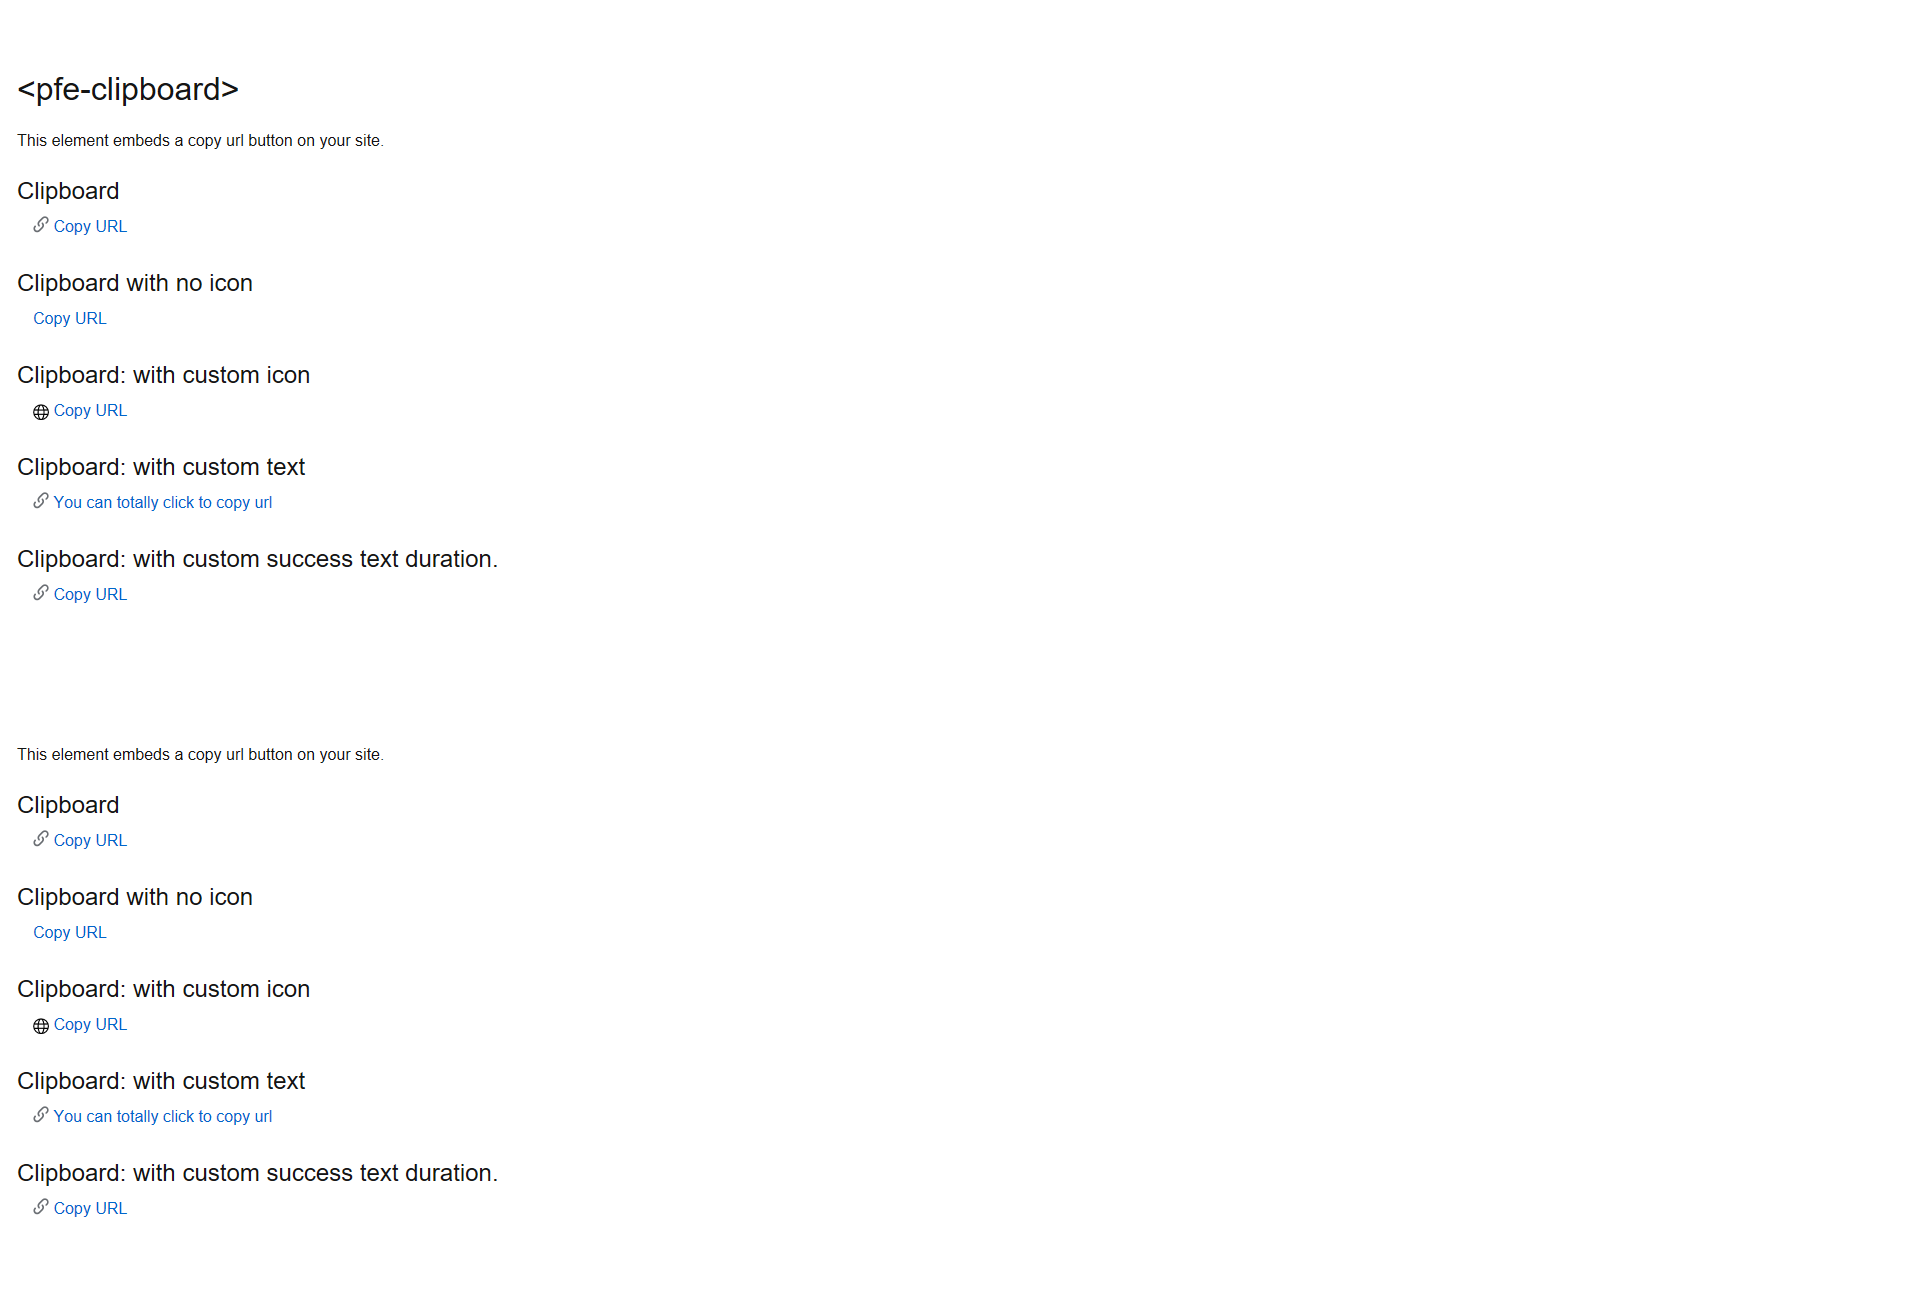 <pfe-clipboard>
This element embeds a copy url button on your site.
Clipboard
Copy URL
Clipboard with no icon
Copy URL
Clipboard: with custom icon
Copy URL
Clipboard: with custom text
You can totally click to copy url
Clipboard: with custom success text duration.
Copy URL
This element embeds a copy url button on your site.
Clipboard
Copy URL
Clipboard with no icon
Copy URL
Clipboard: with custom icon
Copy URL
Clipboard: with custom text
You can totally click to copy url
Clipboard: with custom success text duration.
Copy URL